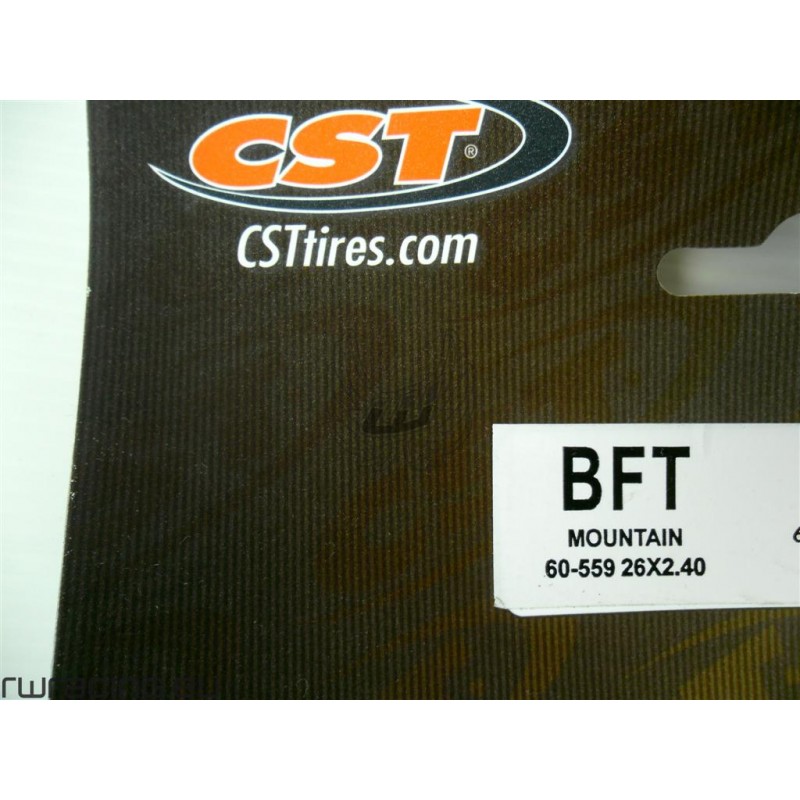 CST®
CSTtires.com
BFT
MOUNTAIN
60-559 26X2.40